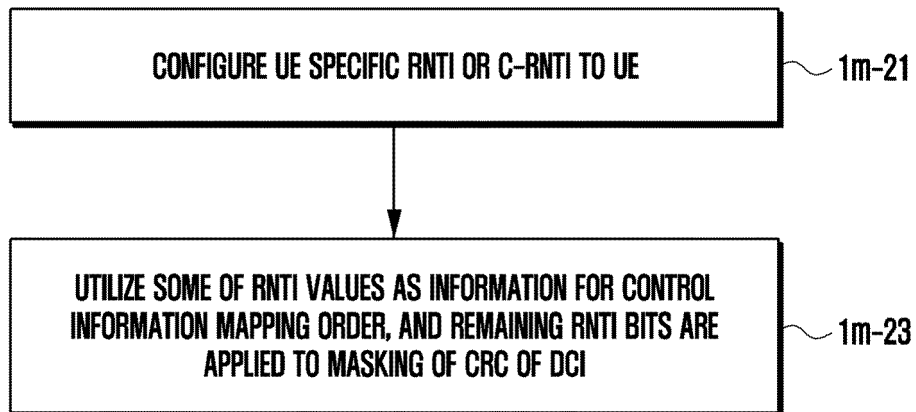 CONFIGURE UE SPECIFIC RNTI OR C-RNTI TO UE
1m-21
UTILIZE SOME OF RNTI VALUES AS INFORMATION FOR CONTROL
INFORMATION MAPPING ORDER, AND REMAINING RNTI BITS ARE
APPLIED TO MASKING OF CRC OF DCI
1m-23